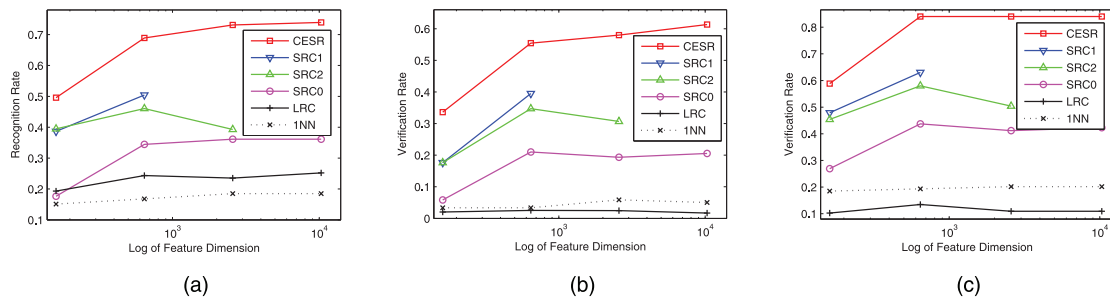 Recognition Rate
0.7
0.6
0.5
0.4
0.3
0.2
0.1
CESR
SRC1
SRC2
SRC0
LRC
1NN
10^3
10^4
Log of Feature Dimension
(a)
Verification Rate
0.6
0.5
0.4
0.3
0.2
0.1
0
CESR
SRC1
SRC2
SRC0
LRC
1NN
10^3
10^4
Log of Feature Dimension
(b)
Verification Rate
0.8
0.7
0.6
0.5
0.4
0.3
0.2
0.1
CESR
SRC1
SRC2
SRC0
LRC
1NN
10^3
10^4
Log of Feature Dimension
(c)